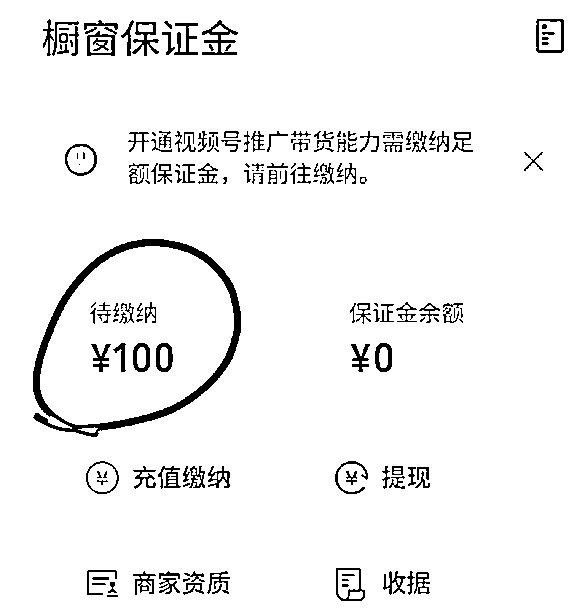 橱窗保证金
开通视频号推广带货能力需缴纳足
额保证金，请前往缴纳。
待缴纳
保证金余额
¥100
¥0
充值缴纳
提现
商家资质
收据